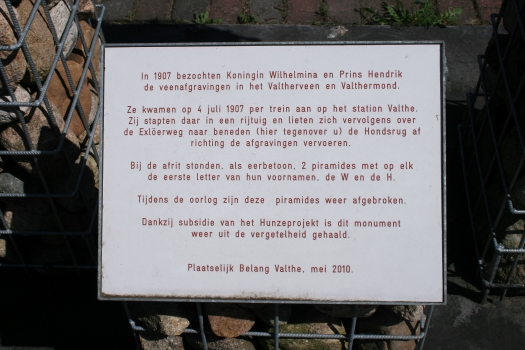 In 1907 bezochten Koningin Wilhelmina en Prins Hendrik
de veenafgravingen in het Valtherveen en Valthermond.
Ze kwamen op 4 juli 1907 per trein aan op het station Valthe.
Zij stapten daar in een rijtuig en lieten zich vervolgens over
de Exlöerweg naar beneden (hier tegenover u) de Hondsrug af
richting de afgravingen vervoeren.
Bij de afrit stonden, als eerbetoon, 2 piramides met op elk
de eerste letter van hun voornamen, de W en de H.
Tijdens de oorlog zijn deze piramides weer afgebroken.
Dankzij subsidie van het Hunzeprojekt is dit monument
weer uit de vergetelheid gehaald.
Plaatselijk Belang Valthe, mei 2010.